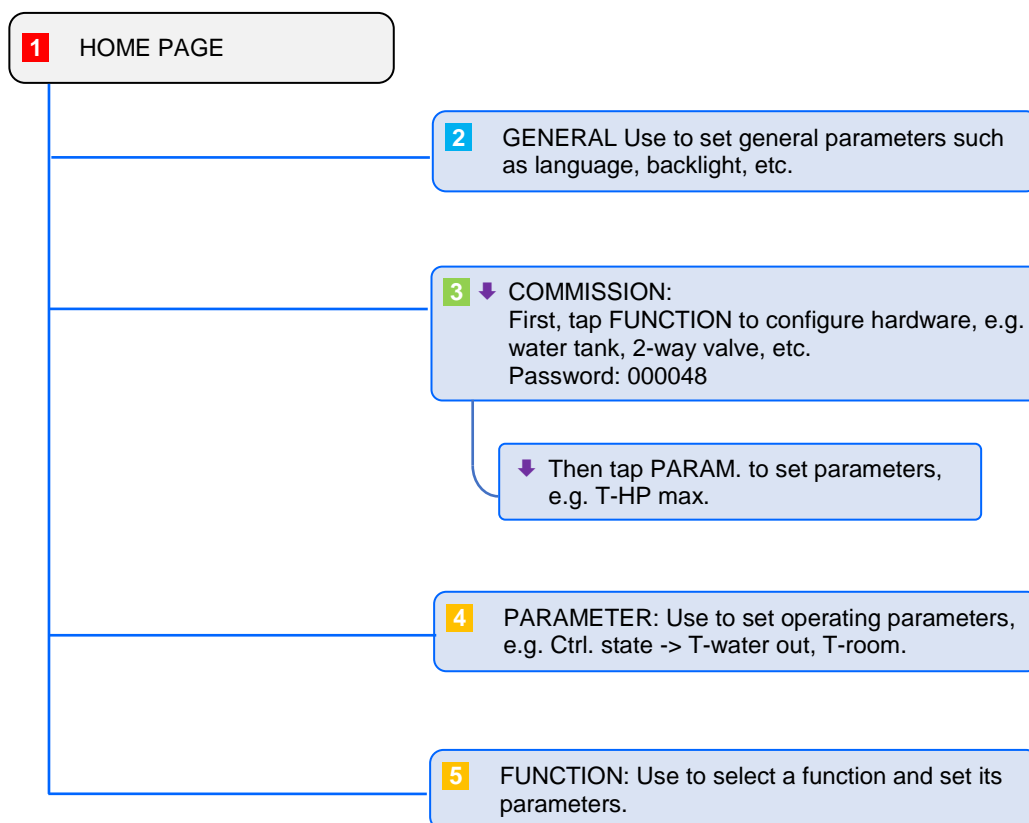 1 HOME PAGE
2 GENERAL Use to set general parameters such
as language, backlight, etc.
3 COMMISSION:
First, tap FUNCTION to configure hardware, e.g.
water tank, 2-way valve, etc.
Password: 000048
Then tap PARAM. to set parameters,
e.g. T-HP max.
4 PARAMETER: Use to set operating parameters,
e.g. Ctrl. state -> T-water out, T-room.
5 FUNCTION: Use to select a function and set its
parameters.